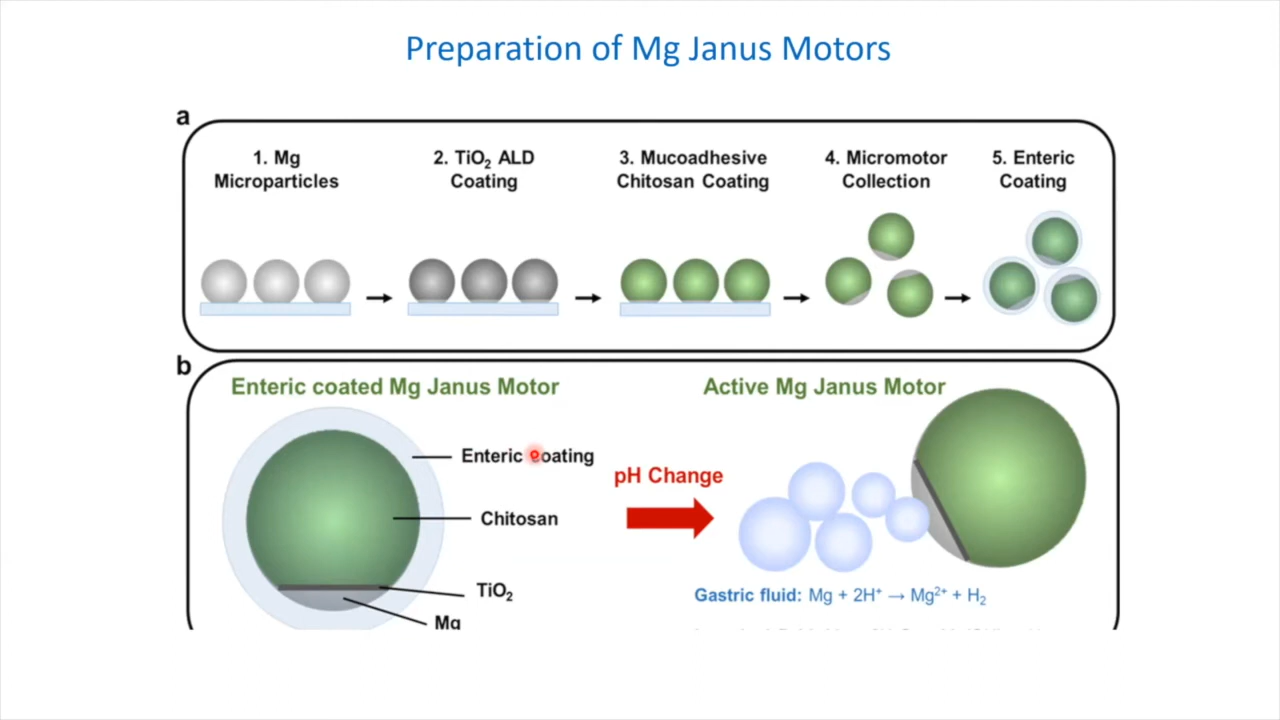 Preparation of Mg Janus Motors
a
1. Mg
Microparticles
2. TiO₂ ALD
Coating
3. Mucoadhesive
Chitosan Coating
4. Micromotor
Collection
5. Enteric
Coating
b
Enteric coated Mg Janus Motor
Enteric coating
Chitosan
TiO₂
Mg
pH Change
Active Mg Janus Motor
Gastric fluid: Mg + 2H⁺ → Mg²⁺ + H₂